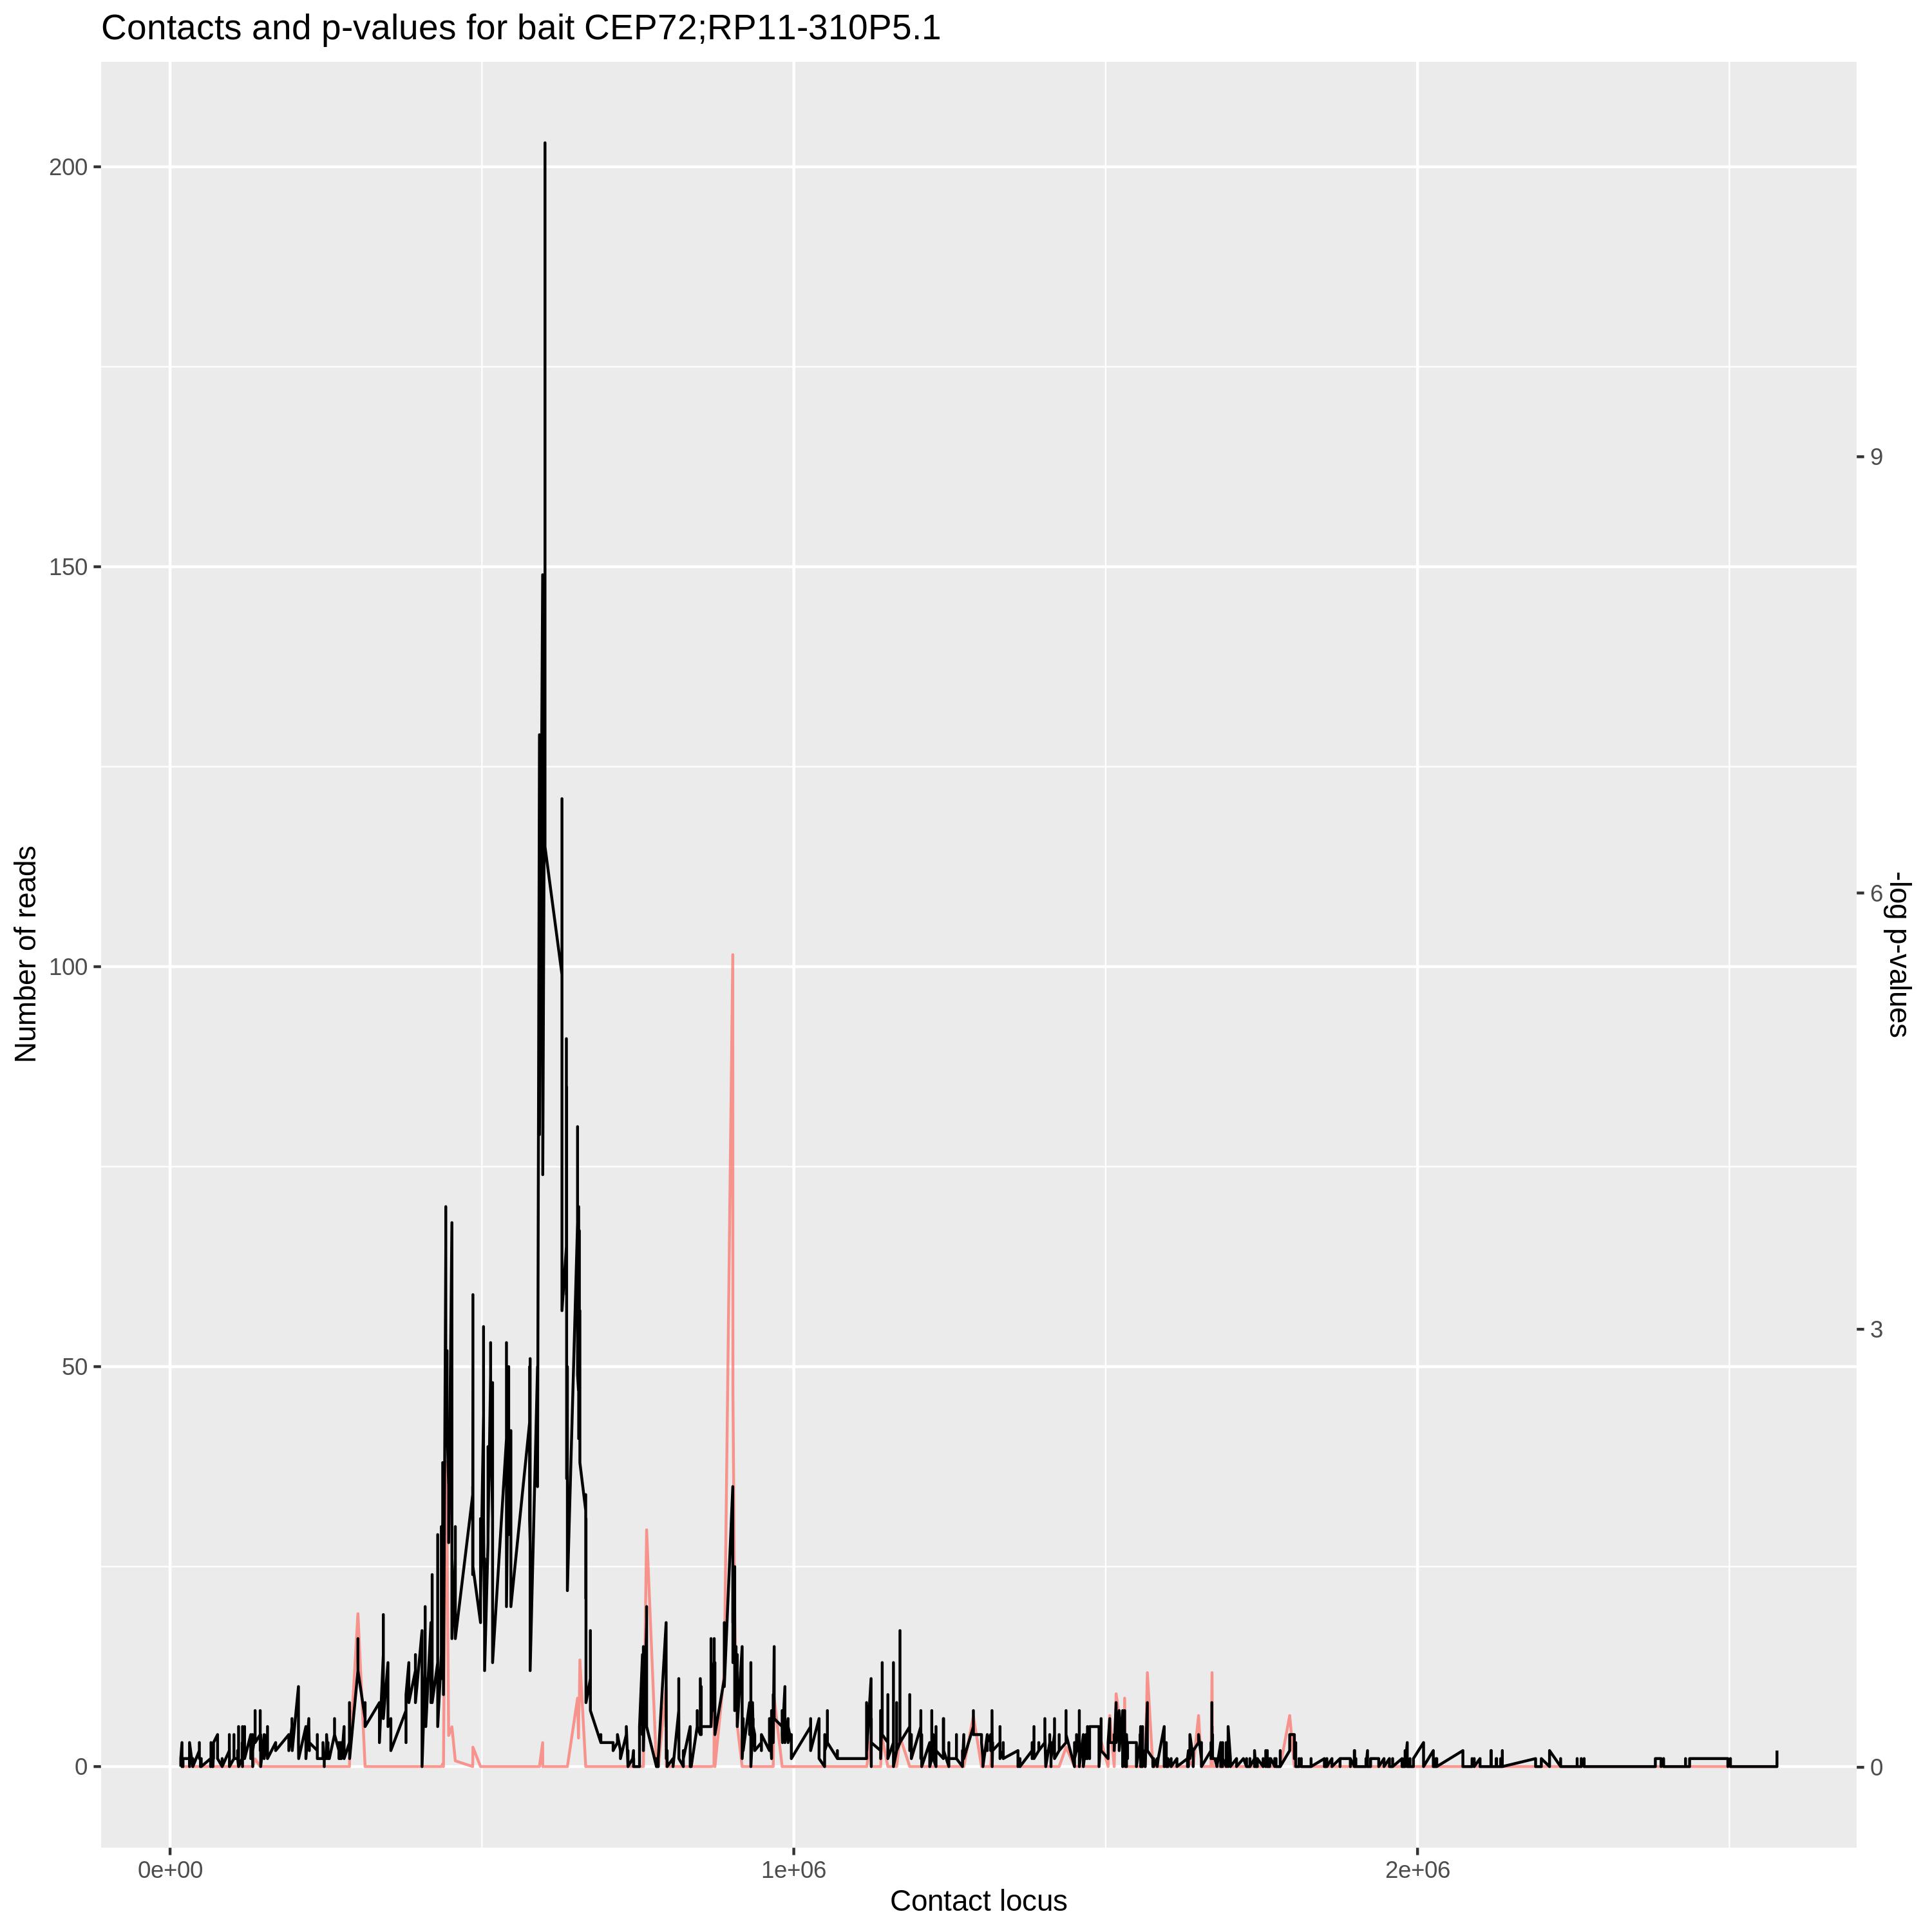 Contacts and p-values for bait CEP72;RP11-310P5.1
200
150
100
50
0
Number of reads
9
6
3
0
-log p-values
0e+00
1e+06
2e+06
Contact locus